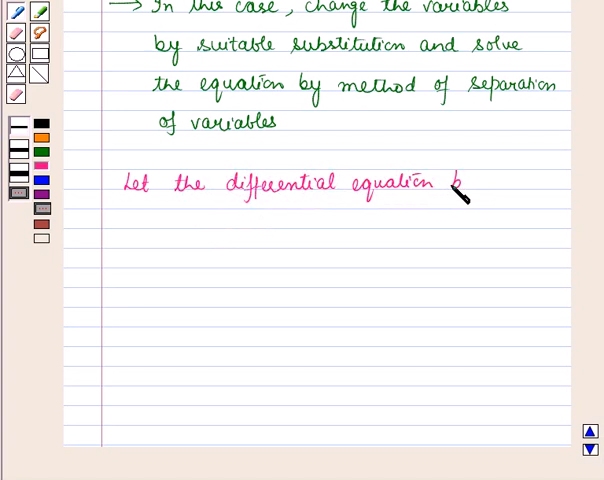 → In this case, change the variables
by suitable substitution and solve
the equation by method of separation
of variables
Let the differential equation b